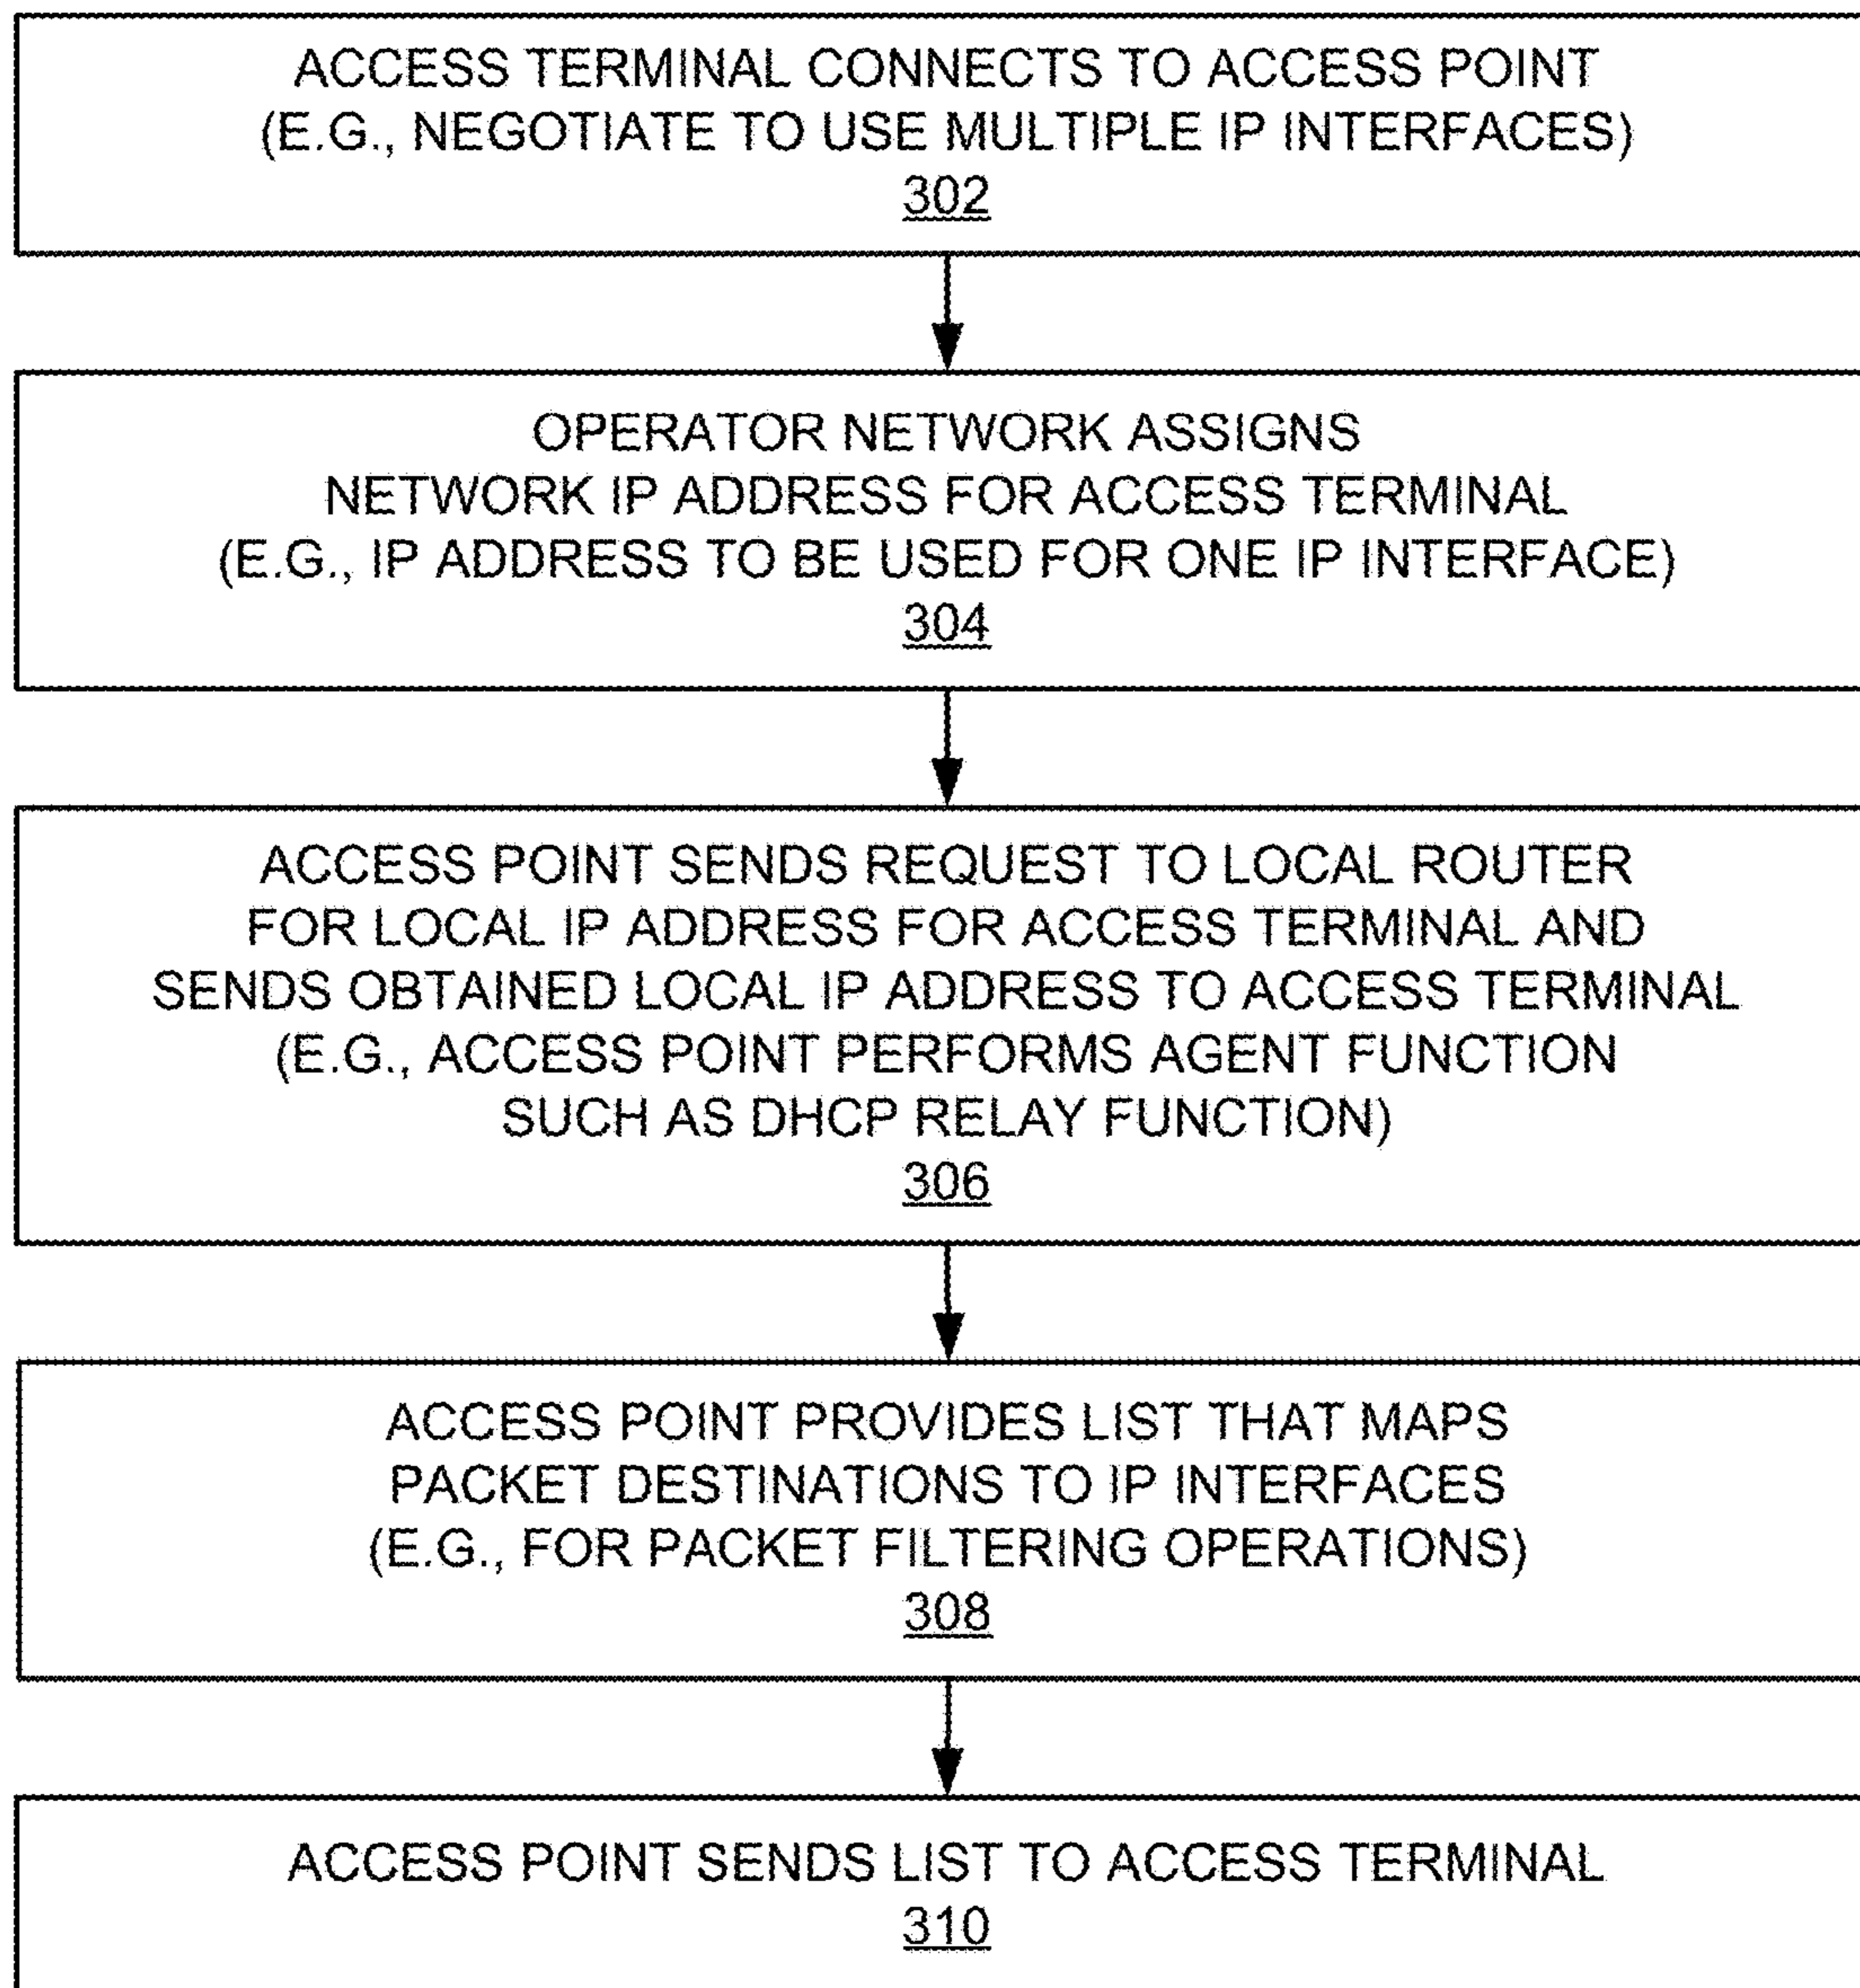 ACCESS TERMINAL CONNECTS TO ACCESS POINT
(E.G., NEGOTIATE TO USE MULTIPLE IP INTERFACES)
302
OPERATOR NETWORK ASSIGNS
NETWORK IP ADDRESS FOR ACCESS TERMINAL
(E.G., IP ADDRESS TO BE USED FOR ONE IP INTERFACE)
304
ACCESS POINT SENDS REQUEST TO LOCAL ROUTER
FOR LOCAL IP ADDRESS FOR ACCESS TERMINAL AND
SENDS OBTAINED LOCAL IP ADDRESS TO ACCESS TERMINAL
(E.G., ACCESS POINT PERFORMS AGENT FUNCTION
SUCH AS DHCP RELAY FUNCTION)
306
ACCESS POINT PROVIDES LIST THAT MAPS
PACKET DESTINATIONS TO IP INTERFACES
(E.G., FOR PACKET FILTERING OPERATIONS)
308
ACCESS POINT SENDS LIST TO ACCESS TERMINAL
310